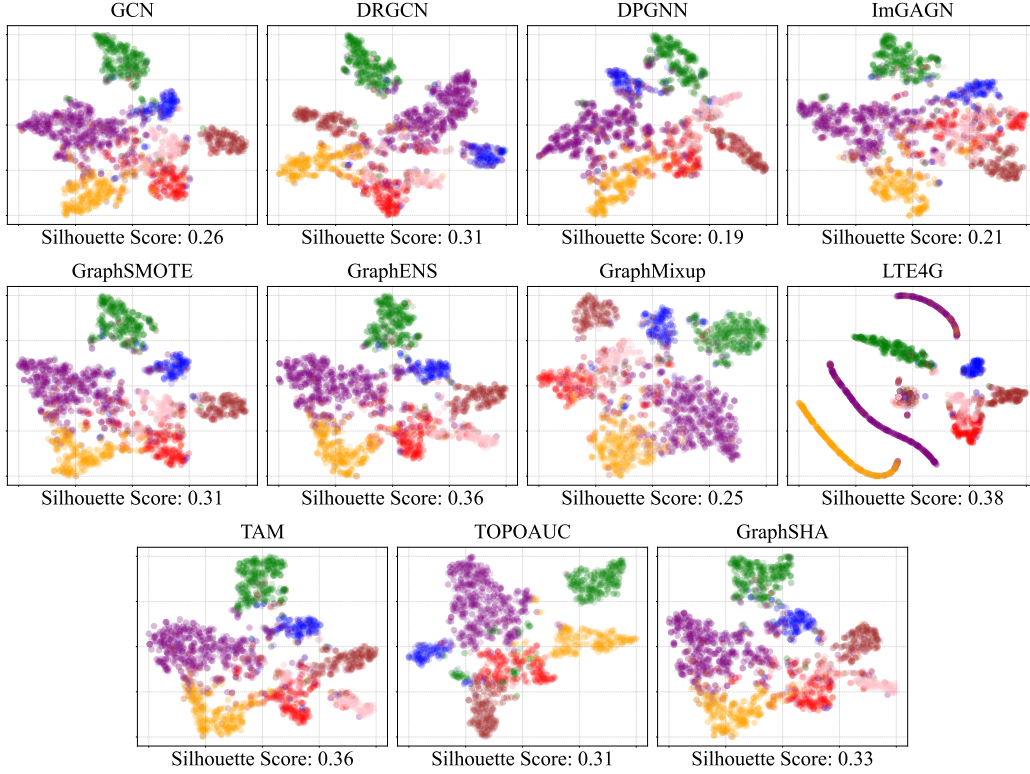 GCN DRGCN DPGNN ImGAGN
Silhouette Score: 0.26 Silhouette Score: 0.31 Silhouette Score: 0.19 Silhouette Score: 0.21
GraphSMOTE GraphENS GraphMixup LTE4G
Silhouette Score: 0.31 Silhouette Score: 0.36 Silhouette Score: 0.25 Silhouette Score: 0.38
TAM TOPOAUC GraphSHA
Silhouette Score: 0.36 Silhouette Score: 0.31 Silhouette Score: 0.33